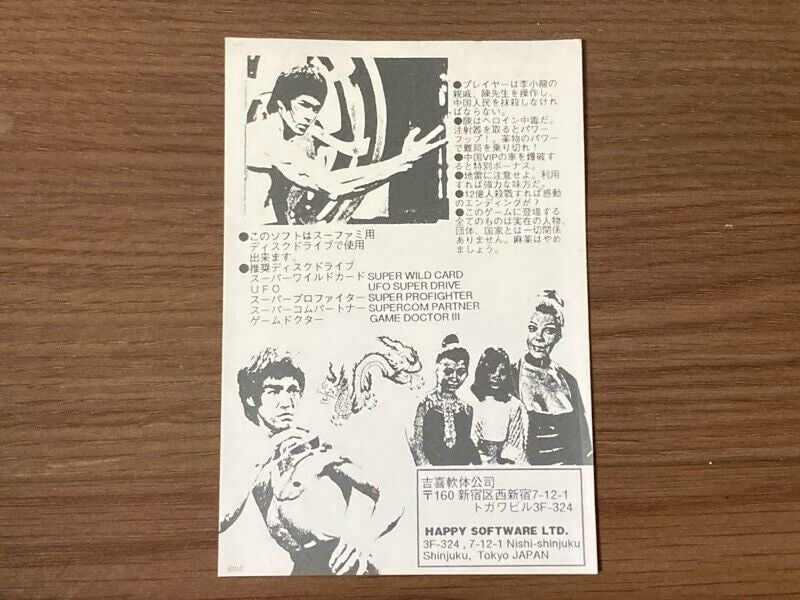 ●プレイヤーは李小龍の
親戚、陳先生を操作し、
中国人民を抹殺しなけれ
ばならない。
●陳はヘロイン中毒だ。
注射器を取るとパワー
フップ!。薬物のパワー
で難局を乗り切れ!
●中国VIPの車を爆破す
ると特別ボーナス。
●地雷に注意せよ。利用
すれば強力な味方だ。
●12億人殺戮すれば感動
のエンディングが?
●このゲームに登場する
全てのものは実在の人物、
団体、国家とは一切関係
ありません。麻薬はやめ
ましょう。
●このソフトはスーファミ用
ディスクドライブで使用
出来ます。
●推奨ディスクドライブ
スーパーワイルドカード SUPER WILD CARD
UFO UFO SUPER DRIVE
スーパープロファイター SUPER PROFIGHTER
スーパーコムパートナー SUPERCOM PARTNER
ゲームドクター GAME DOCTOR III
吉喜軟体公司
〒160 新宿区西新宿7-12-1
トガワビル3F-324
HAPPY SOFTWARE LTD.
3F-324 , 7-12-1 Nishi-shinjuku
Shinjuku, Tokyo JAPAN